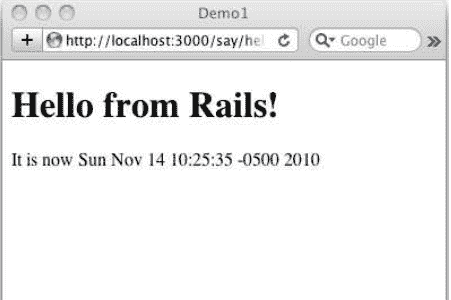 Demo1
+ http://localhost:3000/say/hel Google »
Hello from Rails!
It is now Sun Nov 14 10:25:35 -0500 2010